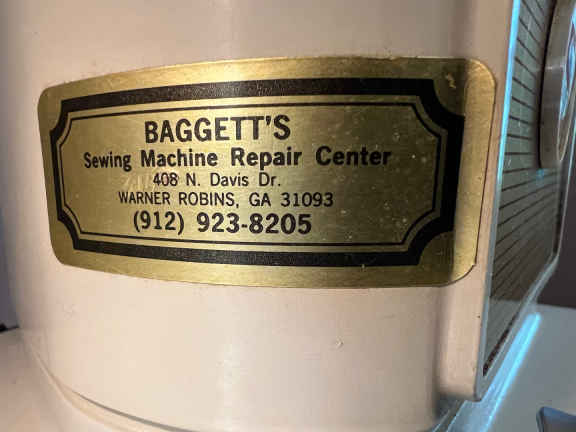 BAGGETT'S
Sewing Machine Repair Center
408 N. Davis Dr.
WARNER ROBINS, GA 31093
(912) 923-8205